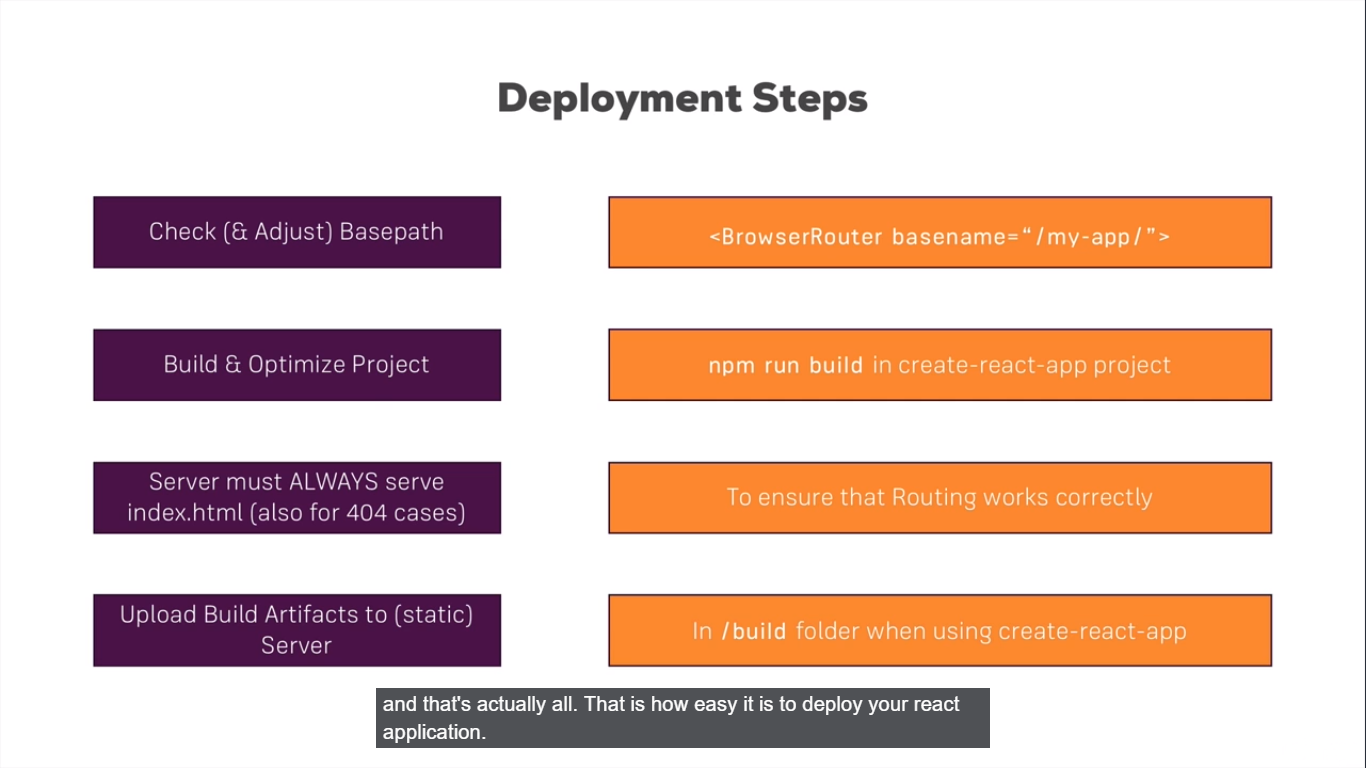 Deployment Steps
Check (& Adjust) Basepath
<BrowserRouter basename=“/my-app/”>
Build & Optimize Project
npm run build in create-react-app project
Server must ALWAYS serve
index.html (also for 404 cases)
To ensure that Routing works correctly
Upload Build Artifacts to (static)
Server
In /build folder when using create-react-app
and that's actually all. That is how easy it is to deploy your react
application.